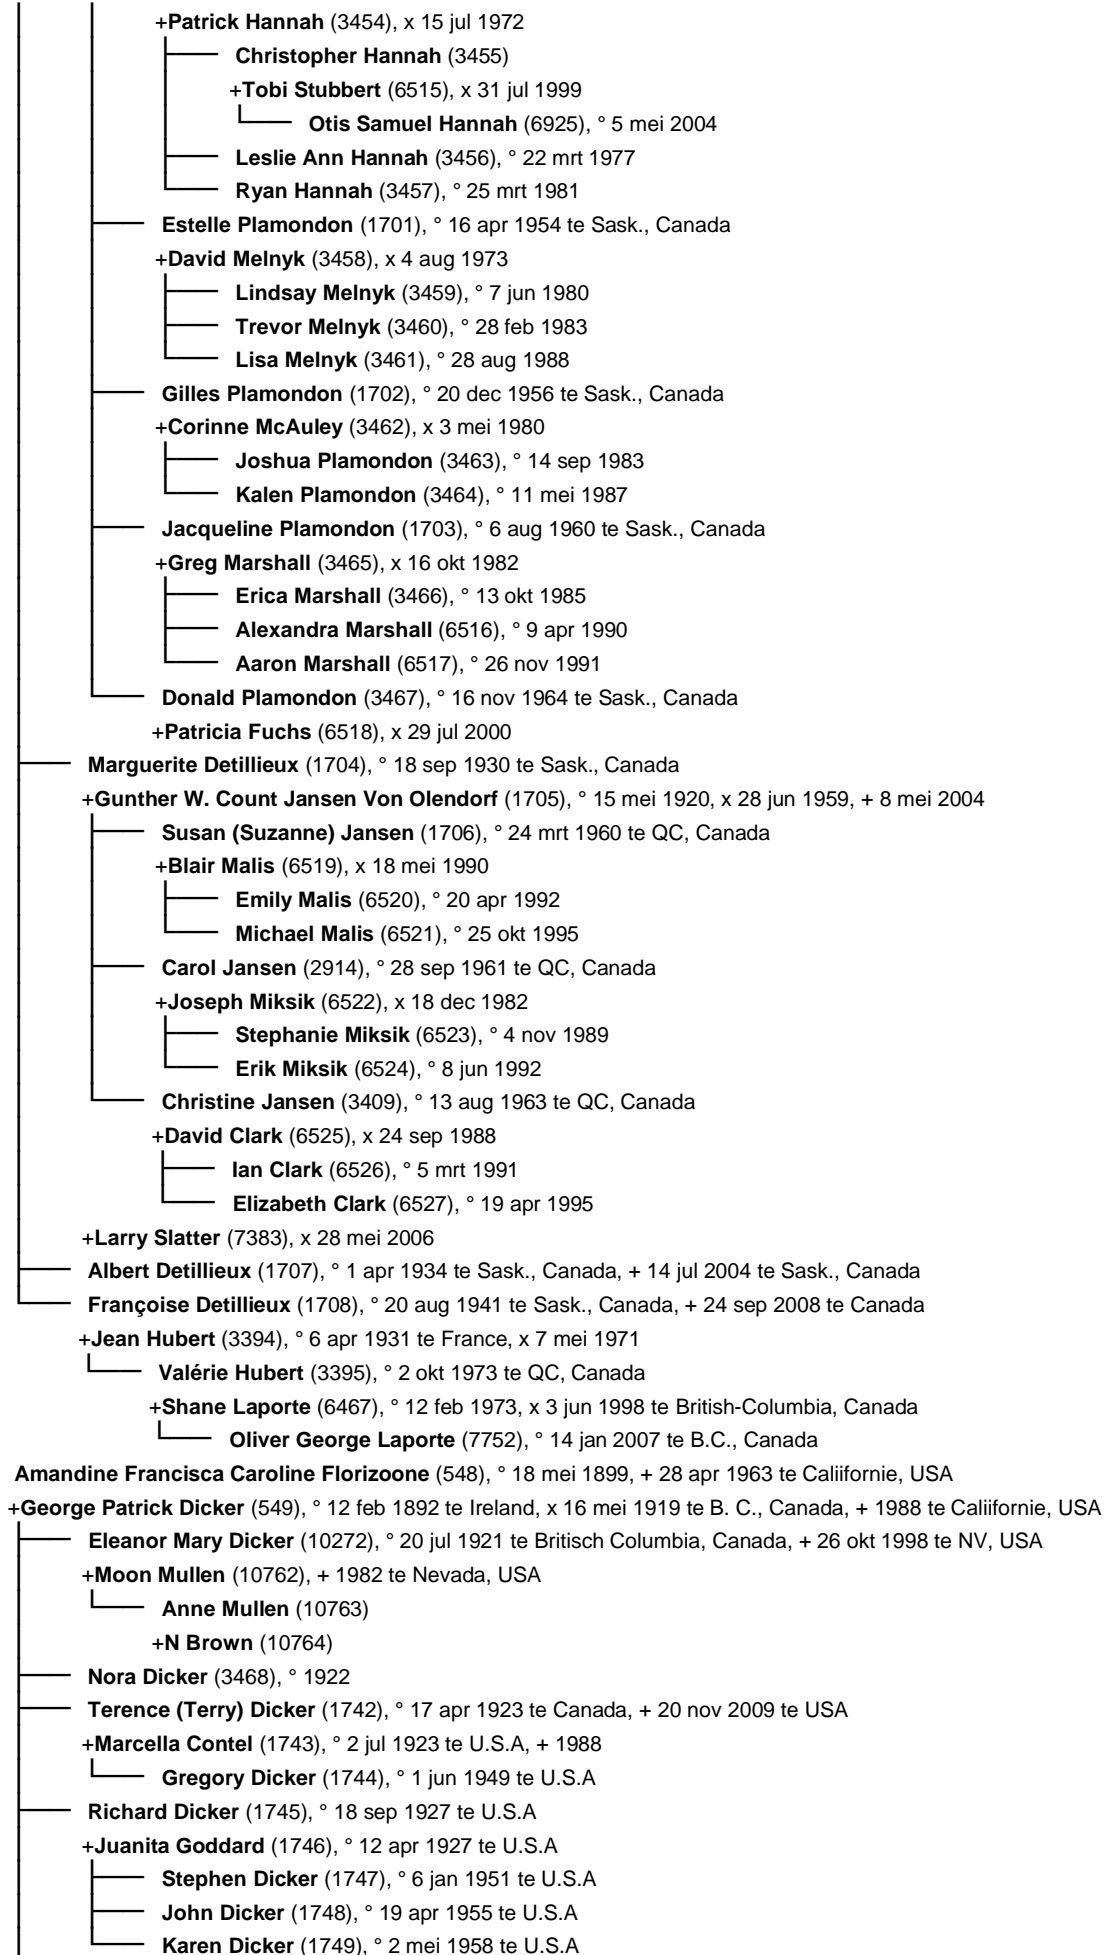 +Patrick Hannah (3454), x 15 jul 1972
Christopher Hannah (3455)
+Tobi Stubbert (6515), x 31 jul 1999
Otis Samuel Hannah (6925), ° 5 mei 2004
Leslie Ann Hannah (3456), ° 22 mrt 1977
Ryan Hannah (3457), ° 25 mrt 1981
Estelle Plamondon (1701), ° 16 apr 1954 te Sask., Canada
+David Melnyk (3458), x 4 aug 1973
Lindsay Melnyk (3459), ° 7 jun 1980
Trevor Melnyk (3460), ° 28 feb 1983
Lisa Melnyk (3461), ° 28 aug 1988
Gilles Plamondon (1702), ° 20 dec 1956 te Sask., Canada
+Corinne McAuley (3462), x 3 mei 1980
Joshua Plamondon (3463), ° 14 sep 1983
Kalen Plamondon (3464), ° 11 mei 1987
Jacqueline Plamondon (1703), ° 6 aug 1960 te Sask., Canada
+Greg Marshall (3465), x 16 okt 1982
Erica Marshall (3466), ° 13 okt 1985
Alexandra Marshall (6516), ° 9 apr 1990
Aaron Marshall (6517), ° 26 nov 1991
Donald Plamondon (3467), ° 16 nov 1964 te Sask., Canada
+Patricia Fuchs (6518), x 29 jul 2000
Marguerite Detillieux (1704), ° 18 sep 1930 te Sask., Canada
+Gunther W. Count Jansen Von Olendorf (1705), ° 15 mei 1920, x 28 jun 1959, + 8 mei 2004
Susan (Suzanne) Jansen (1706), ° 24 mrt 1960 te QC, Canada
+Blair Malis (6519), x 18 mei 1990
Emily Malis (6520), ° 20 apr 1992
Michael Malis (6521), ° 25 okt 1995
Carol Jansen (2914), ° 28 sep 1961 te QC, Canada
+Joseph Miksik (6522), x 18 dec 1982
Stephanie Miksik (6523), ° 4 nov 1989
Erik Miksik (6524), ° 8 jun 1992
Christine Jansen (3409), ° 13 aug 1963 te QC, Canada
+David Clark (6525), x 24 sep 1988
Ian Clark (6526), ° 5 mrt 1991
Elizabeth Clark (6527), ° 19 apr 1995
+Larry Slatter (7383), x 28 mei 2006
Albert Detillieux (1707), ° 1 apr 1934 te Sask., Canada, + 14 jul 2004 te Sask., Canada
Françoise Detillieux (1708), ° 20 aug 1941 te Sask., Canada, + 24 sep 2008 te Canada
+Jean Hubert (3394), ° 6 apr 1931 te France, x 7 mei 1971
Valérie Hubert (3395), ° 2 okt 1973 te QC, Canada
+Shane Laporte (6467), ° 12 feb 1973, x 3 jun 1998 te British-Columbia, Canada
Oliver George Laporte (7752), ° 14 jan 2007 te B.C., Canada
Amandine Francisca Caroline Florizoone (548), ° 18 mei 1899, + 28 apr 1963 te Caliifornie, USA
+George Patrick Dicker (549), ° 12 feb 1892 te Ireland, x 16 mei 1919 te B. C., Canada, + 1988 te Caliifornie, USA
Eleanor Mary Dicker (10272), ° 20 jul 1921 te Britisch Columbia, Canada, + 26 okt 1998 te NV, USA
+Moon Mullen (10762), + 1982 te Nevada, USA
Anne Mullen (10763)
+N Brown (10764)
Nora Dicker (3468), ° 1922
Terence (Terry) Dicker (1742), ° 17 apr 1923 te Canada, + 20 nov 2009 te USA
+Marcella Contel (1743), ° 2 jul 1923 te U.S.A, + 1988
Gregory Dicker (1744), ° 1 jun 1949 te U.S.A
Richard Dicker (1745), ° 18 sep 1927 te U.S.A
+Juanita Goddard (1746), ° 12 apr 1927 te U.S.A
Stephen Dicker (1747), ° 6 jan 1951 te U.S.A
John Dicker (1748), ° 19 apr 1955 te U.S.A
Karen Dicker (1749), ° 2 mei 1958 te U.S.A